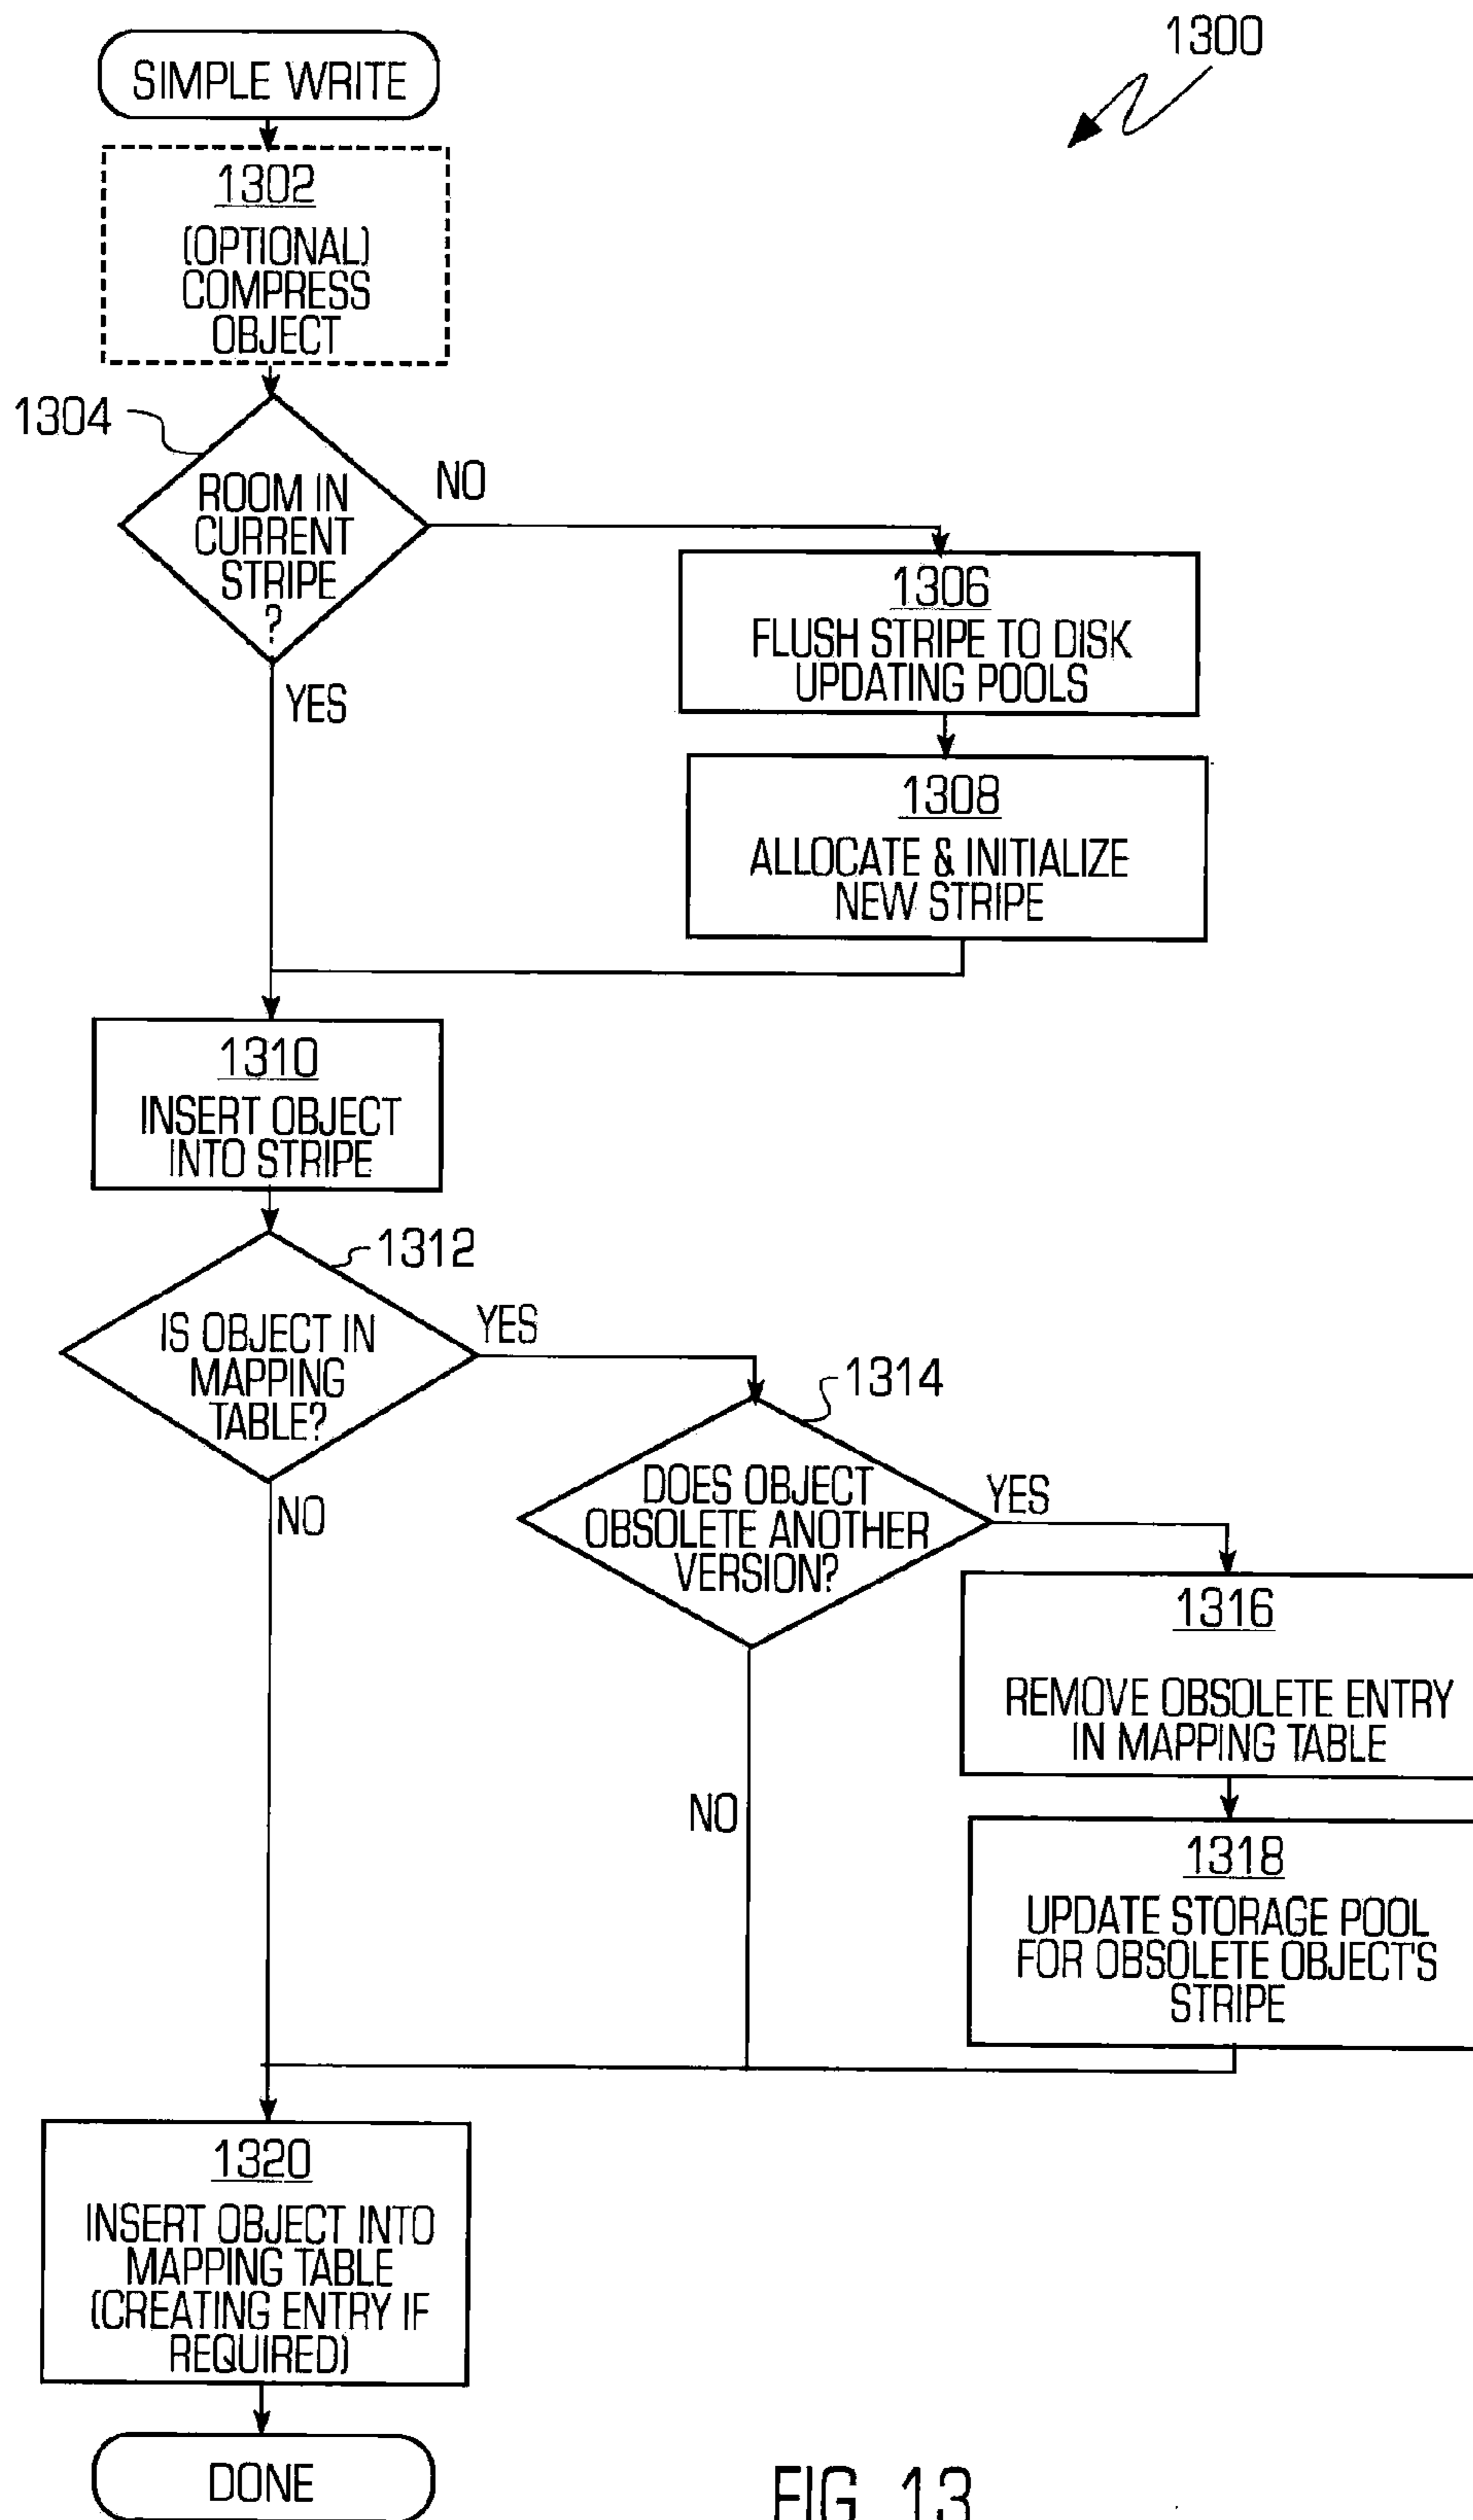 1300
SIMPLE WRITE
1302
(OPTIONAL)
COMPRESS
OBJECT
1304
ROOM IN
CURRENT
STRIPE
?
NO
YES
1306
FLUSH STRIPE TO DISK
UPDATING POOLS
1308
ALLOCATE & INITIALIZE
NEW STRIPE
1310
INSERT OBJECT
INTO STRIPE
1312
IS OBJECT IN
MAPPING
TABLE?
YES
NO
1314
DOES OBJECT
OBSOLETE ANOTHER
VERSION?
YES
NO
1316
REMOVE OBSOLETE ENTRY
IN MAPPING TABLE
1318
UPDATE STORAGE POOL
FOR OBSOLETE OBJECT'S
STRIPE
1320
INSERT OBJECT INTO
MAPPING TABLE
(CREATING ENTRY IF
REQUIRED)
DONE
FIG. 13